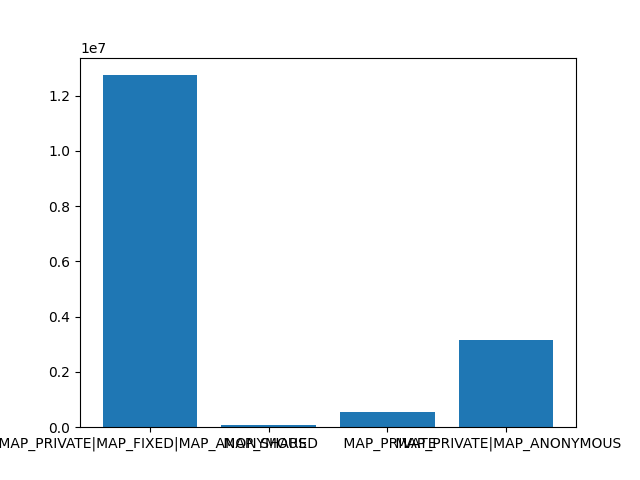 1e7
1.2
1.0
0.8
0.6
0.4
0.2
0.0
MAP_PRIVATE|MAP_FIXED|MAP_ANONYMOUS
MAP_SHARED
MAP_PRIVATE
MAP_PRIVATE|MAP_ANONYMOUS